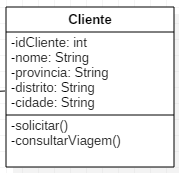 Cliente
-idCliente: int
-nome: String
-provincia: String
-distrito: String
-cidade: String
-solicitar()
-consultarViagem()